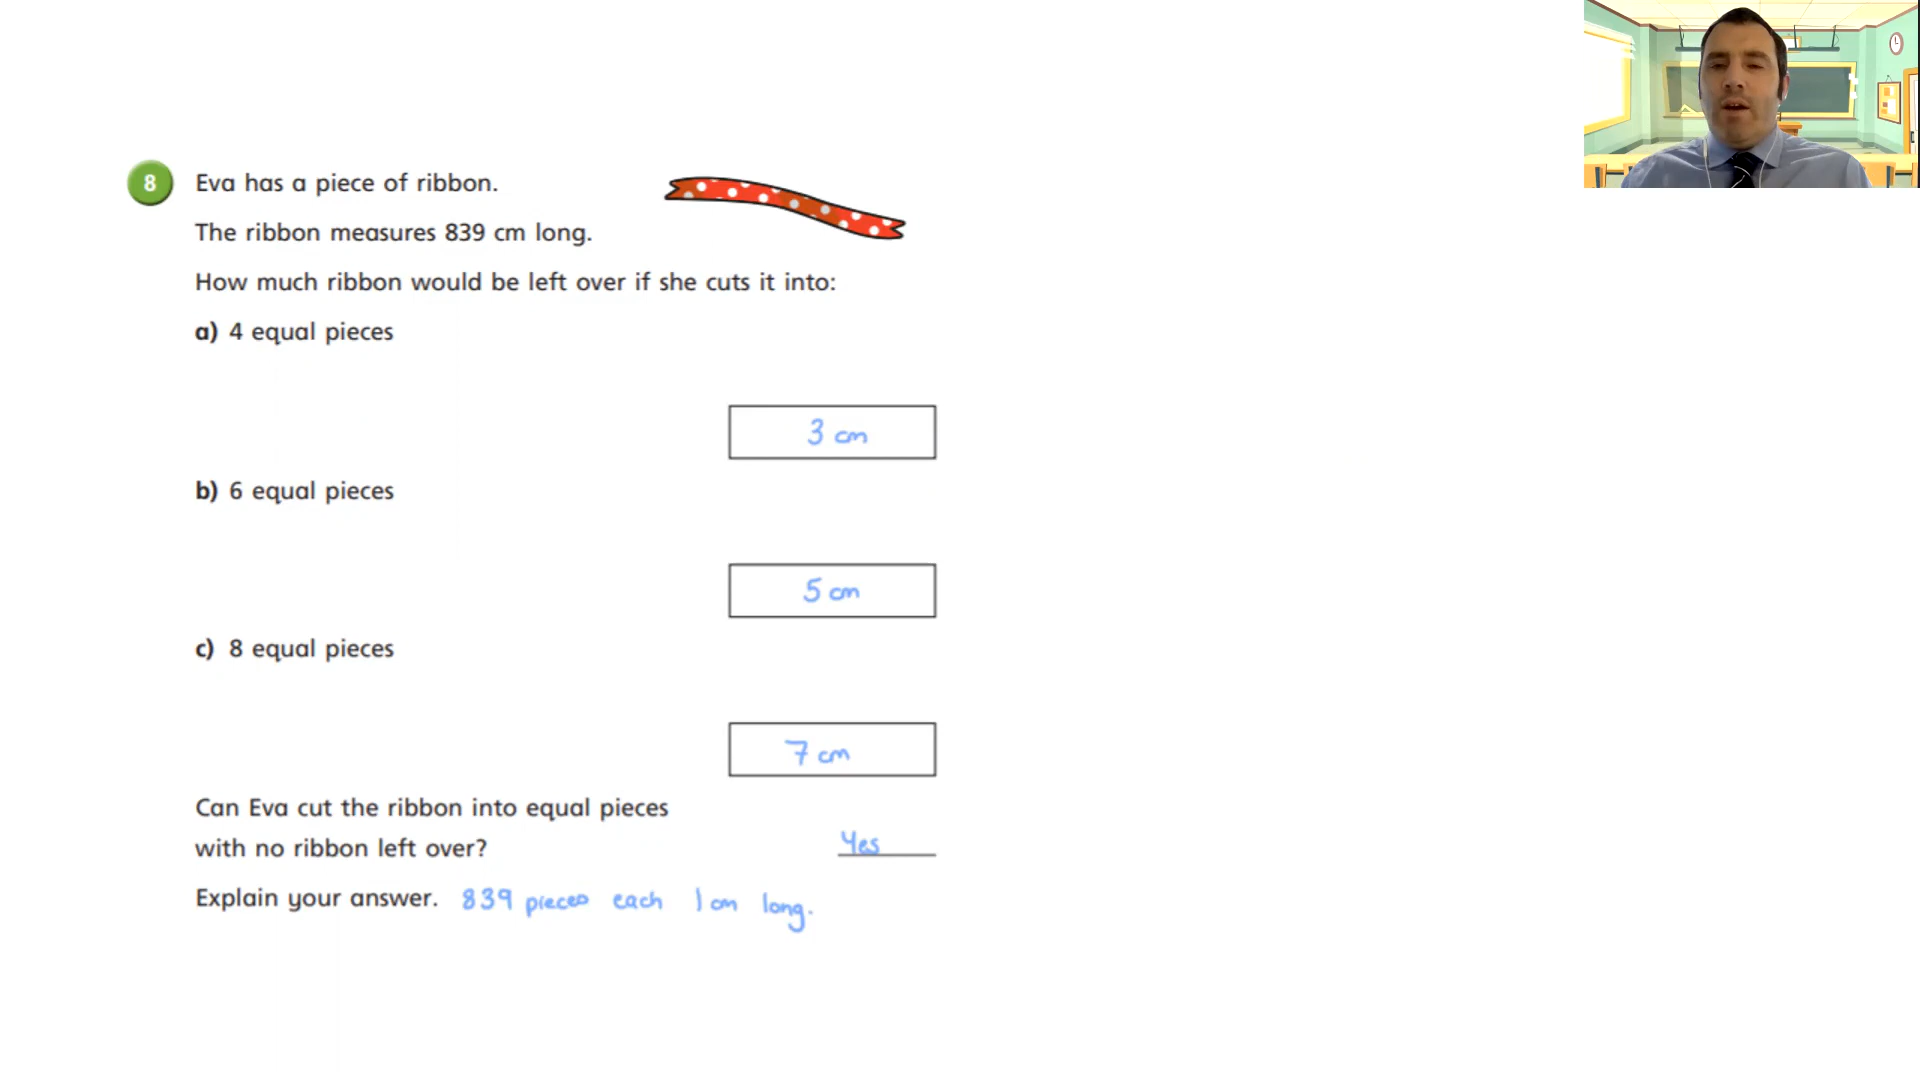 8 Eva has a piece of ribbon.
The ribbon measures 839 cm long.
How much ribbon would be left over if she cuts it into:
a) 4 equal pieces
3 cm
b) 6 equal pieces
5 cm
c) 8 equal pieces
7 cm
Can Eva cut the ribbon into equal pieces
with no ribbon left over? Yes
Explain your answer. 839 pieces each 1 cm long.